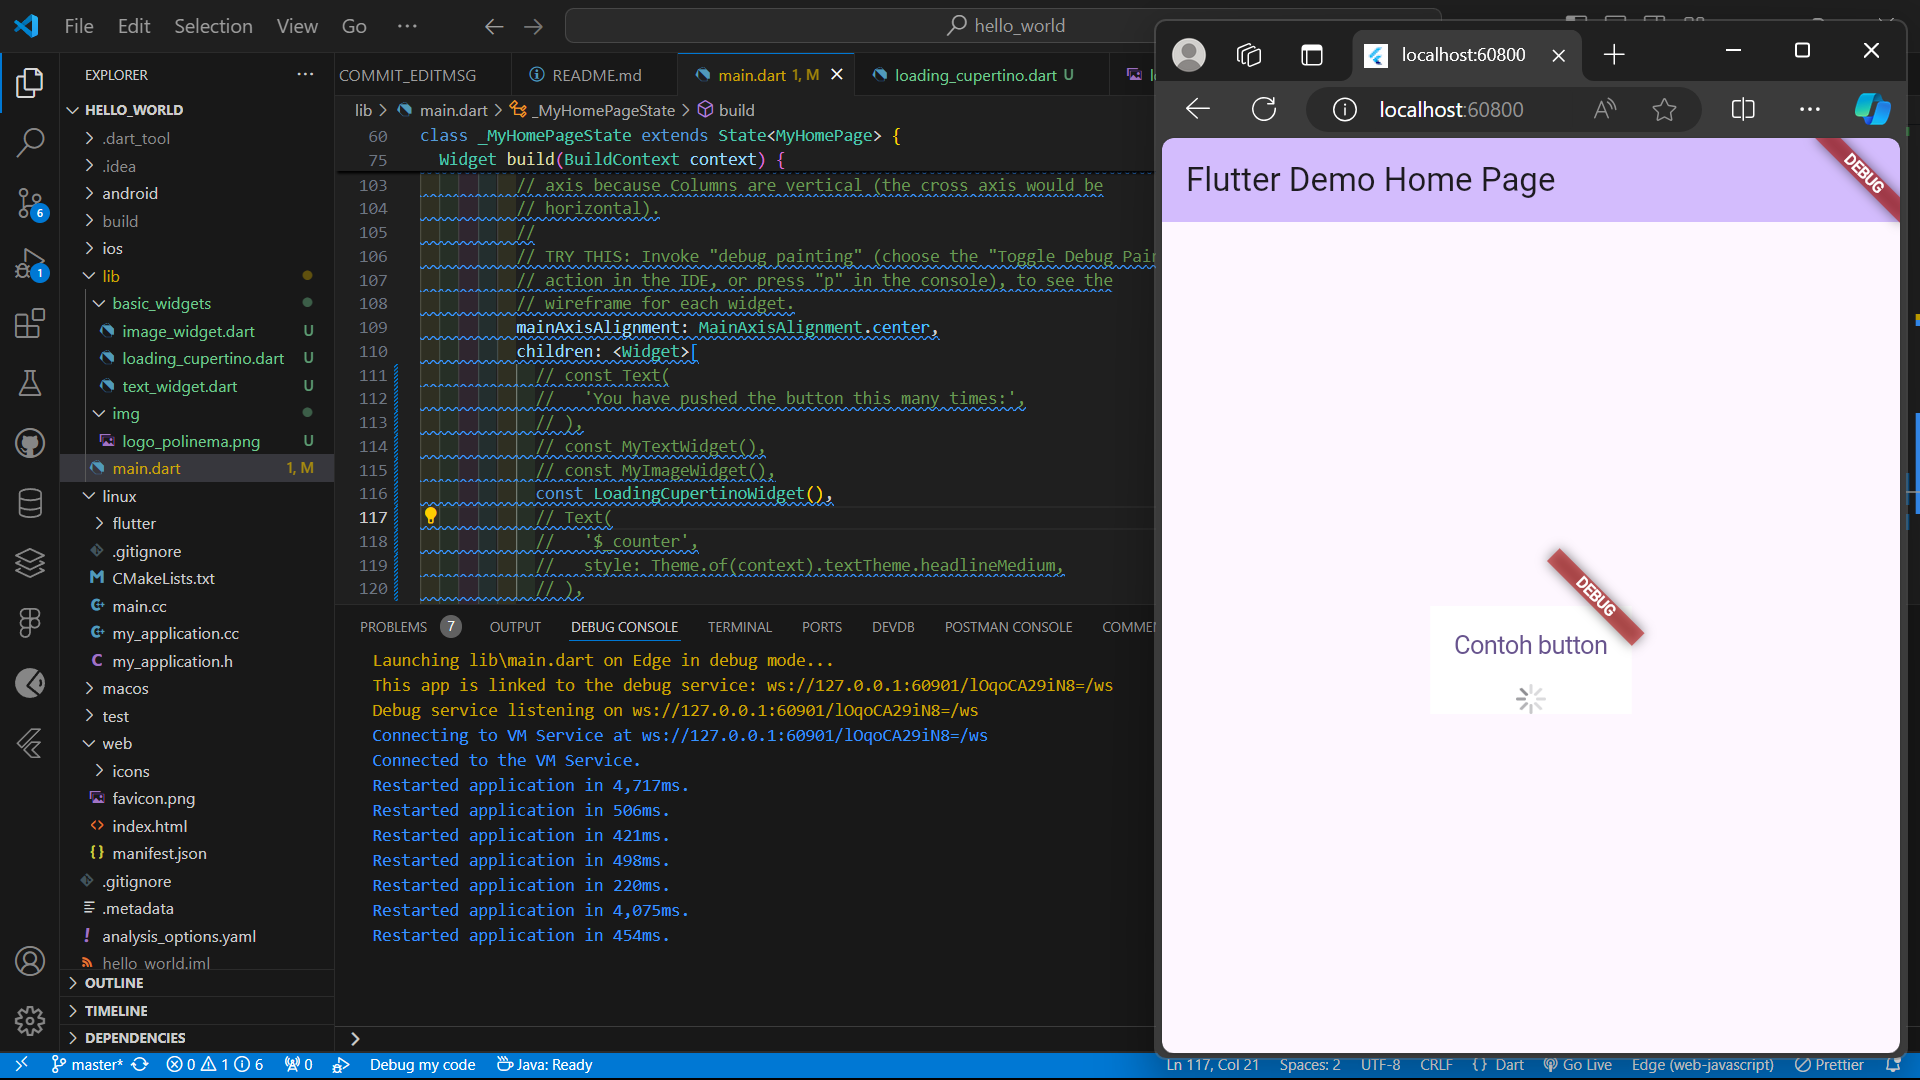 File Edit Selection View Go ···
hello_world
EXPLORER ···
HELLO_WORLD
.dart_tool
.idea
android
build
ios
lib
basic_widgets
image_widget.dart U
loading_cupertino.dart U
text_widget.dart U
img
logo_polinema.png U
main.dart 1, M
linux
flutter
.gitignore
CMakeLists.txt
main.cc
my_application.cc
my_application.h
macos
test
web
icons
favicon.png
index.html
manifest.json
.gitignore
.metadata
analysis_options.yaml
hello_world.iml
OUTLINE
TIMELINE
DEPENDENCIES
6
1
COMMIT_EDITMSG README.md main.dart 1, M loading_cupertino.dart U
lib > main.dart > _MyHomePageState > build
60 class _MyHomePageState extends State<MyHomePage> {
75 Widget build(BuildContext context) {
103 // axis because Columns are vertical (the cross axis would be
104 // horizontal).
105 //
106 // TRY THIS: Invoke "debug painting" (choose the "Toggle Debug Pain
107 // action in the IDE, or press "p" in the console), to see the
108 // wireframe for each widget.
109 mainAxisAlignment: MainAxisAlignment.center,
110 children: <Widget>[
111 // const Text(
112 //   'You have pushed the button this many times:',
113 // ),
114 // const MyTextWidget(),
115 // const MyImageWidget(),
116 const LoadingCupertinoWidget(),
117 // Text(
118 //   '$_counter',
119 //   style: Theme.of(context).textTheme.headlineMedium,
120 // ),
PROBLEMS 7 OUTPUT DEBUG CONSOLE TERMINAL PORTS DEVDB POSTMAN CONSOLE COMMEN
Launching lib\main.dart on Edge in debug mode...
This app is linked to the debug service: ws://127.0.0.1:60901/lOqoCA29iN8=/ws
Debug service listening on ws://127.0.0.1:60901/lOqoCA29iN8=/ws
Connecting to VM Service at ws://127.0.0.1:60901/lOqoCA29iN8=/ws
Connected to the VM Service.
Restarted application in 4,717ms.
Restarted application in 506ms.
Restarted application in 421ms.
Restarted application in 498ms.
Restarted application in 220ms.
Restarted application in 4,075ms.
Restarted application in 454ms.
localhost:60800
localhost:60800
Flutter Demo Home Page
DEBUG
DEBUG
Contoh button
master* 0 1 6 0 Debug my code Java: Ready Ln 117, Col 21 Spaces: 2 UTF-8 CRLF {} Dart Go Live Edge (web-javascript) Prettier